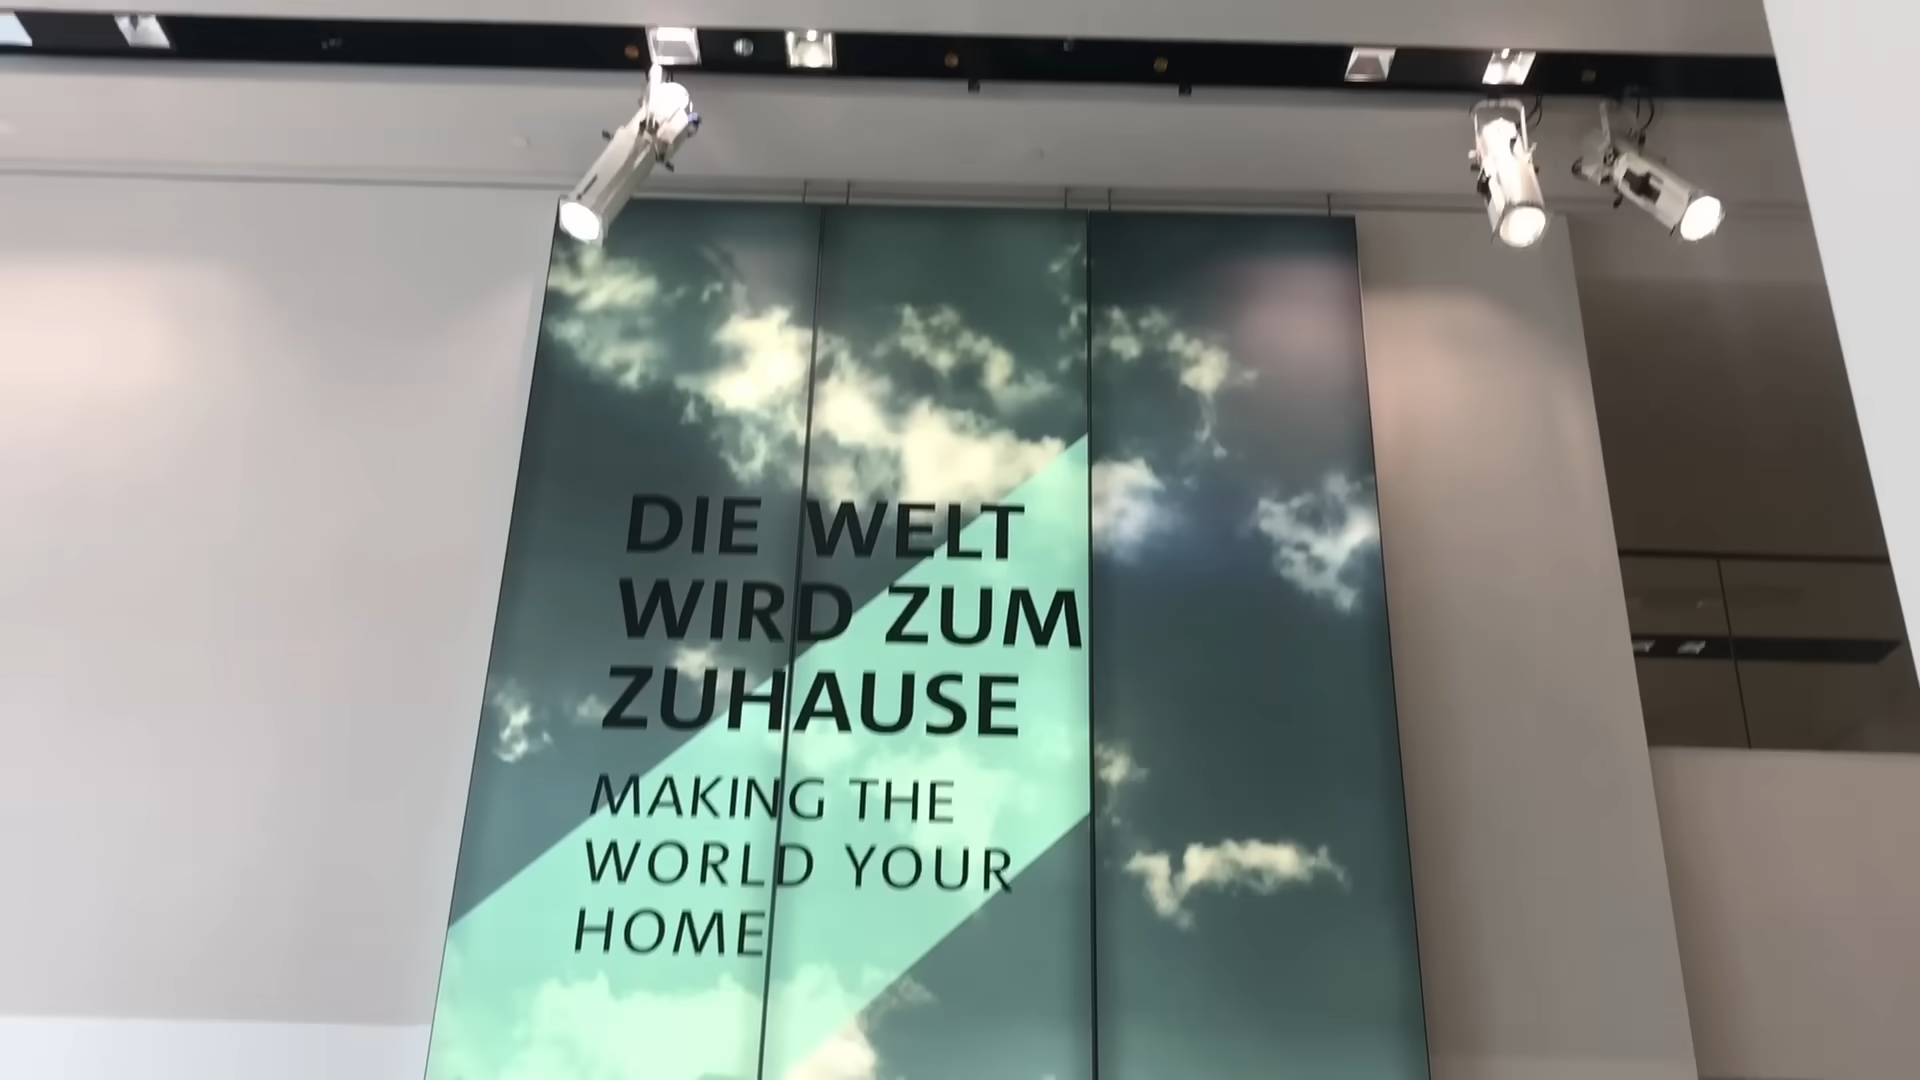 DIE WELT
WIRD ZUM
ZUHAUSE
MAKING THE
WORLD YOUR
HOME